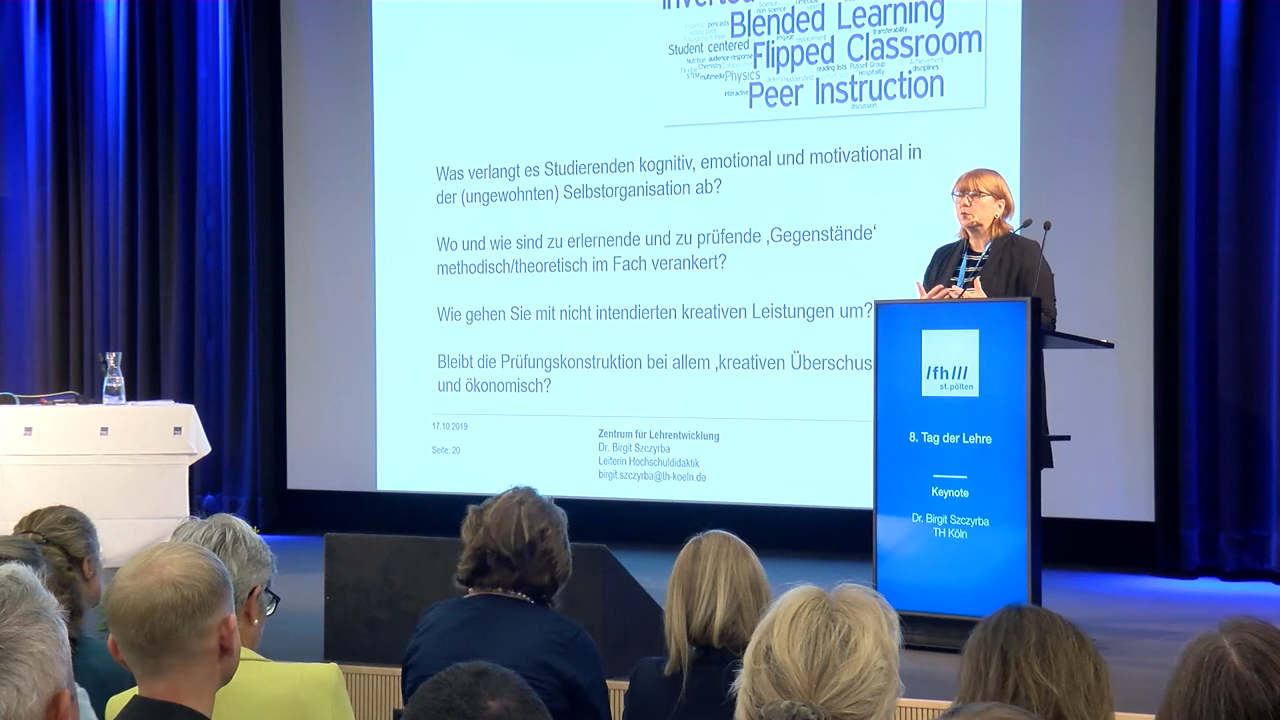 Inverted
Blended Learning
Student centered
Flipped Classroom
Physics
Peer Instruction
Was verlangt es Studierenden kognitiv, emotional und motivational in
der (ungewohnten) Selbstorganisation ab?
Wo und wie sind zu erlernende und zu prüfende ‚Gegenstände‘
methodisch/theoretisch im Fach verankert?
Wie gehen Sie mit nicht intendierten kreativen Leistungen um?
Bleibt die Prüfungskonstruktion bei allem ‚kreativen Überschus
und ökonomisch?
17.10.2019
Seite: 20
Zentrum für Lehrentwicklung
Dr. Birgit Szczyrba
Leiterin Hochschuldidaktik
birgit.szczyrba@th-koeln.de
/fh///
st.pölten
8. Tag der Lehre
Keynote
Dr. Birgit Szczyrba
TH Köln